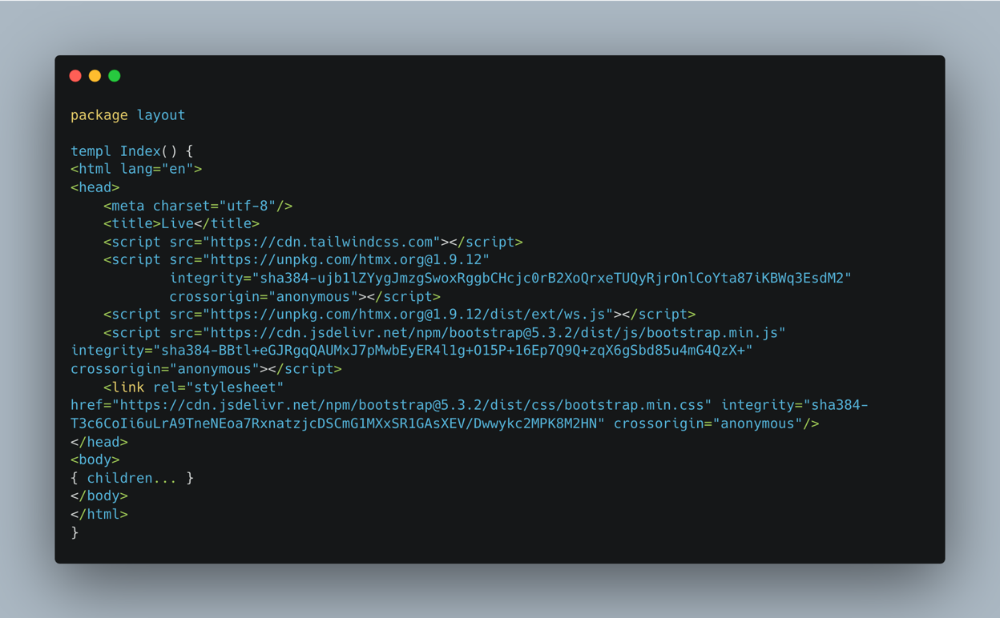 package layout

templ Index() {
<html lang="en">
<head>
    <meta charset="utf-8"/>
    <title>Live</title>
    <script src="https://cdn.tailwindcss.com"></script>
    <script src="https://unpkg.com/htmx.org@1.9.12"
            integrity="sha384-ujb1lZYygJmzgSwoxRggbCHcjc0rB2XoQrxeTUQyRjrOnlCoYta87iKBWq3EsdM2"
            crossorigin="anonymous"></script>
    <script src="https://unpkg.com/htmx.org@1.9.12/dist/ext/ws.js"></script>
    <script src="https://cdn.jsdelivr.net/npm/bootstrap@5.3.2/dist/js/bootstrap.min.js"
integrity="sha384-BBtl+eGJRgqQAUMxJ7pMwbEyER4l1g+O15P+16Ep7Q9Q+zqX6gSbd85u4mG4QzX+"
crossorigin="anonymous"></script>
    <link rel="stylesheet"
href="https://cdn.jsdelivr.net/npm/bootstrap@5.3.2/dist/css/bootstrap.min.css" integrity="sha384-
T3c6CoIi6uLrA9TneNEoa7RxnatzjcDSCmG1MXxSR1GAsXEV/Dwwykc2MPK8M2HN" crossorigin="anonymous"/>
</head>
<body>
{ children... }
</body>
</html>
}